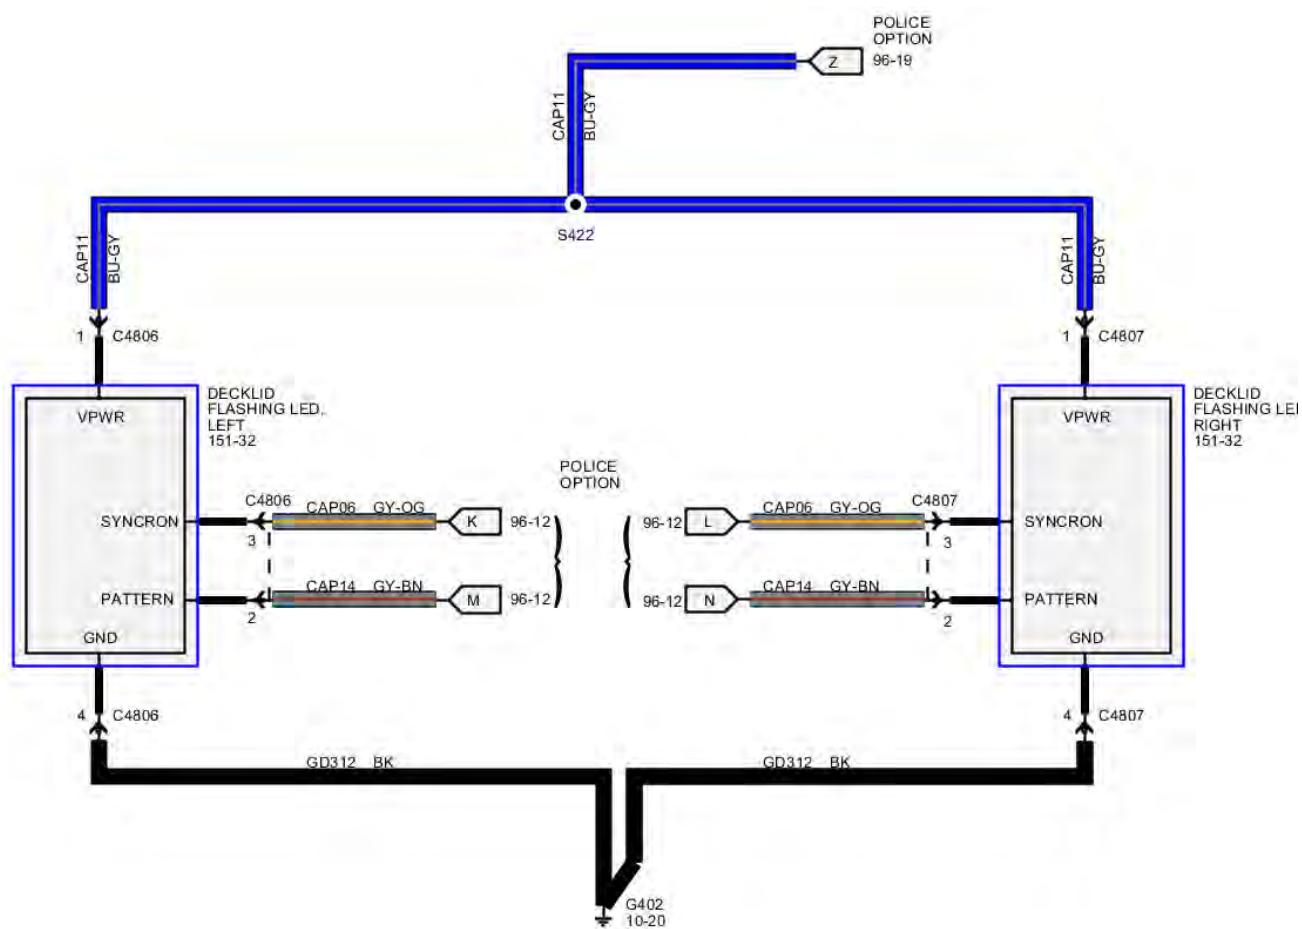 POLICE
OPTION
Z
96-19
CAP11
BU-GY
S422
CAP11
BU-GY
CAP11
BU-GY
1
C4806
1
C4807
DECKLID
FLASHING LED,
LEFT
151-32
VPWR
DECKLID
FLASHING LE
RIGHT
151-32
VPWR
POLICE
OPTION
SYNCRON
C4806
3
CAP06 GY-OG
K
96-12
96-12
L
CAP06 GY-OG
C4807
3
SYNCRON
PATTERN
2
CAP14 GY-BN
M
96-12
96-12
N
CAP14 GY-BN
2
PATTERN
GND
GND
4
C4806
4
C4807
GD312 BK
GD312 BK
G402
10-20